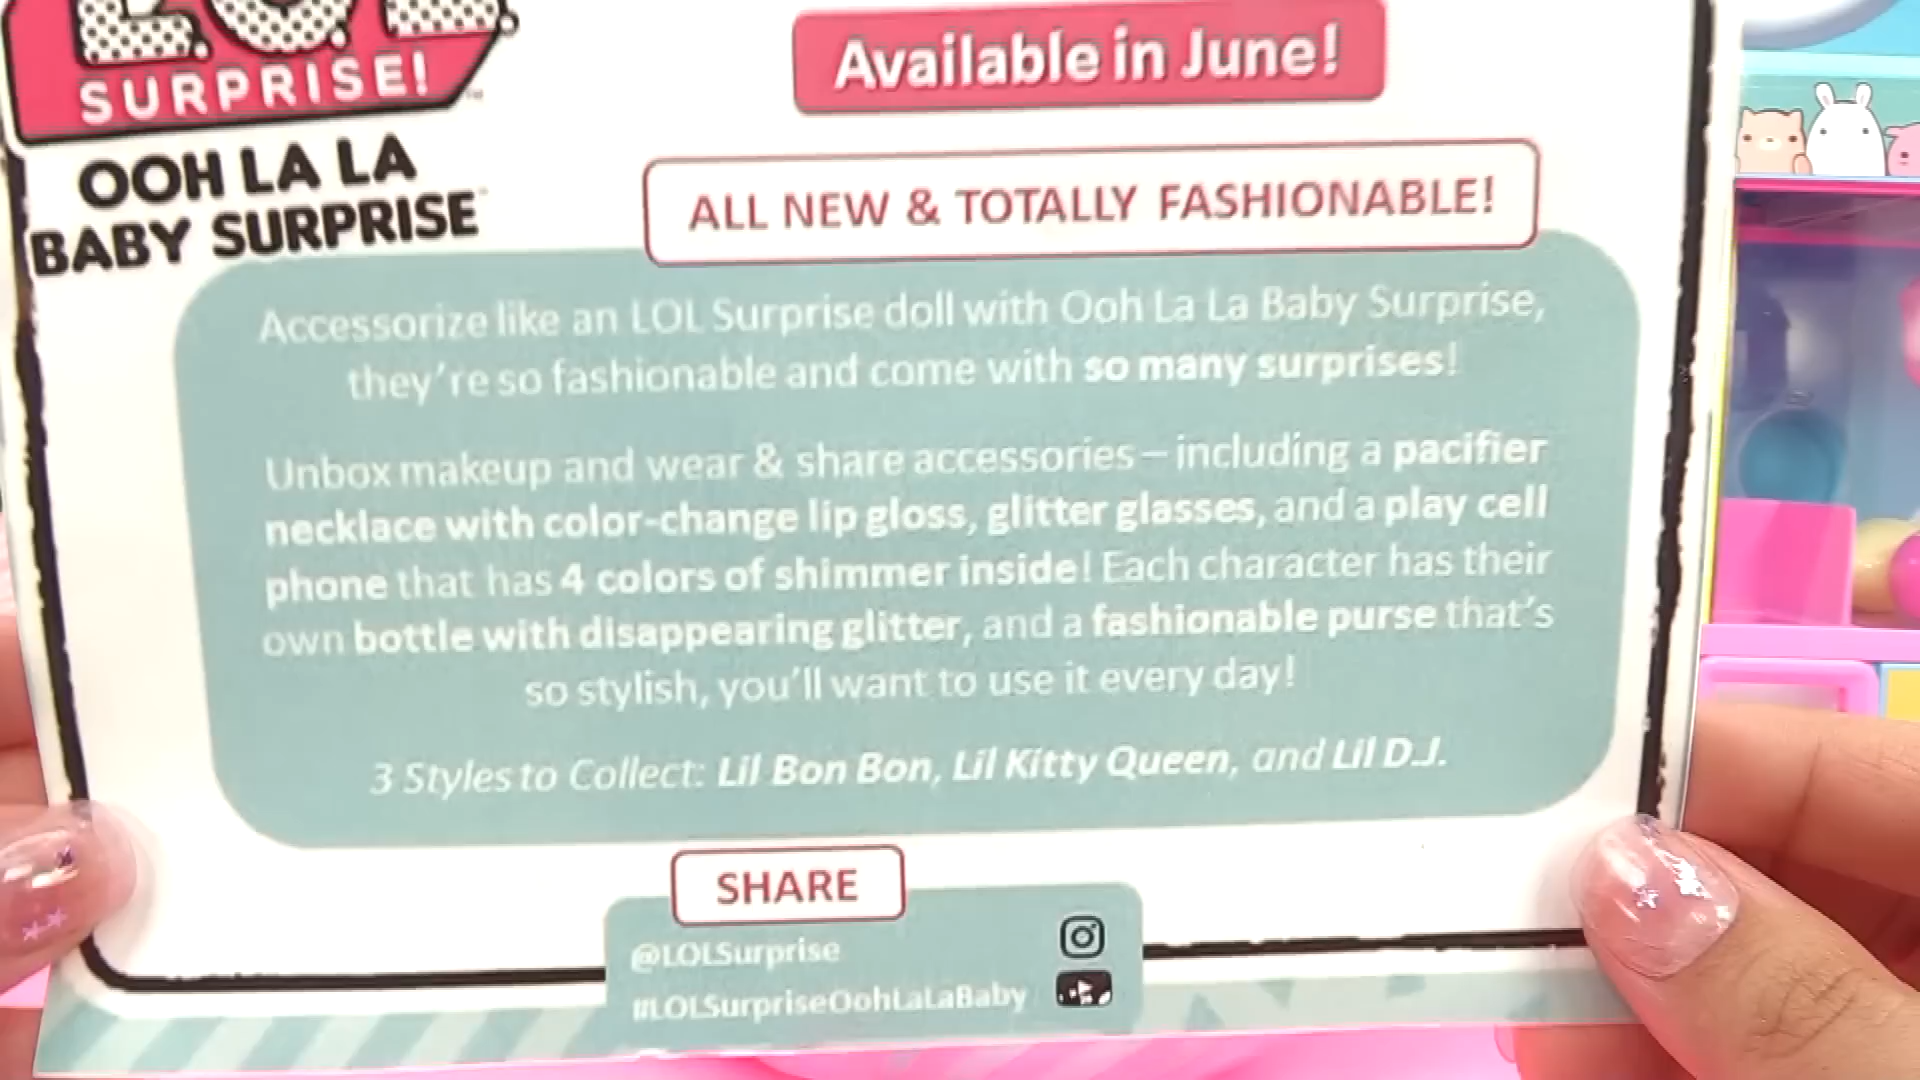 SURPRISE!
OOH LA LA
BABY SURPRISE
Available in June!
ALL NEW & TOTALLY FASHIONABLE!
Accessorize like an LOL Surprise doll with Ooh La La Baby Surprise,
they're so fashionable and come with so many surprises!
Unbox makeup and wear & share accessories – including a pacifier
necklace with color-change lip gloss, glitter glasses, and a play cell
phone that has 4 colors of shimmer inside! Each character has their
own bottle with disappearing glitter, and a fashionable purse that's
so stylish, you'll want to use it every day!
3 Styles to Collect: Lil Bon Bon, Lil Kitty Queen, and Lil D.J.
SHARE
@LOLSurprise
#LOLSurpriseOohLaLaBaby